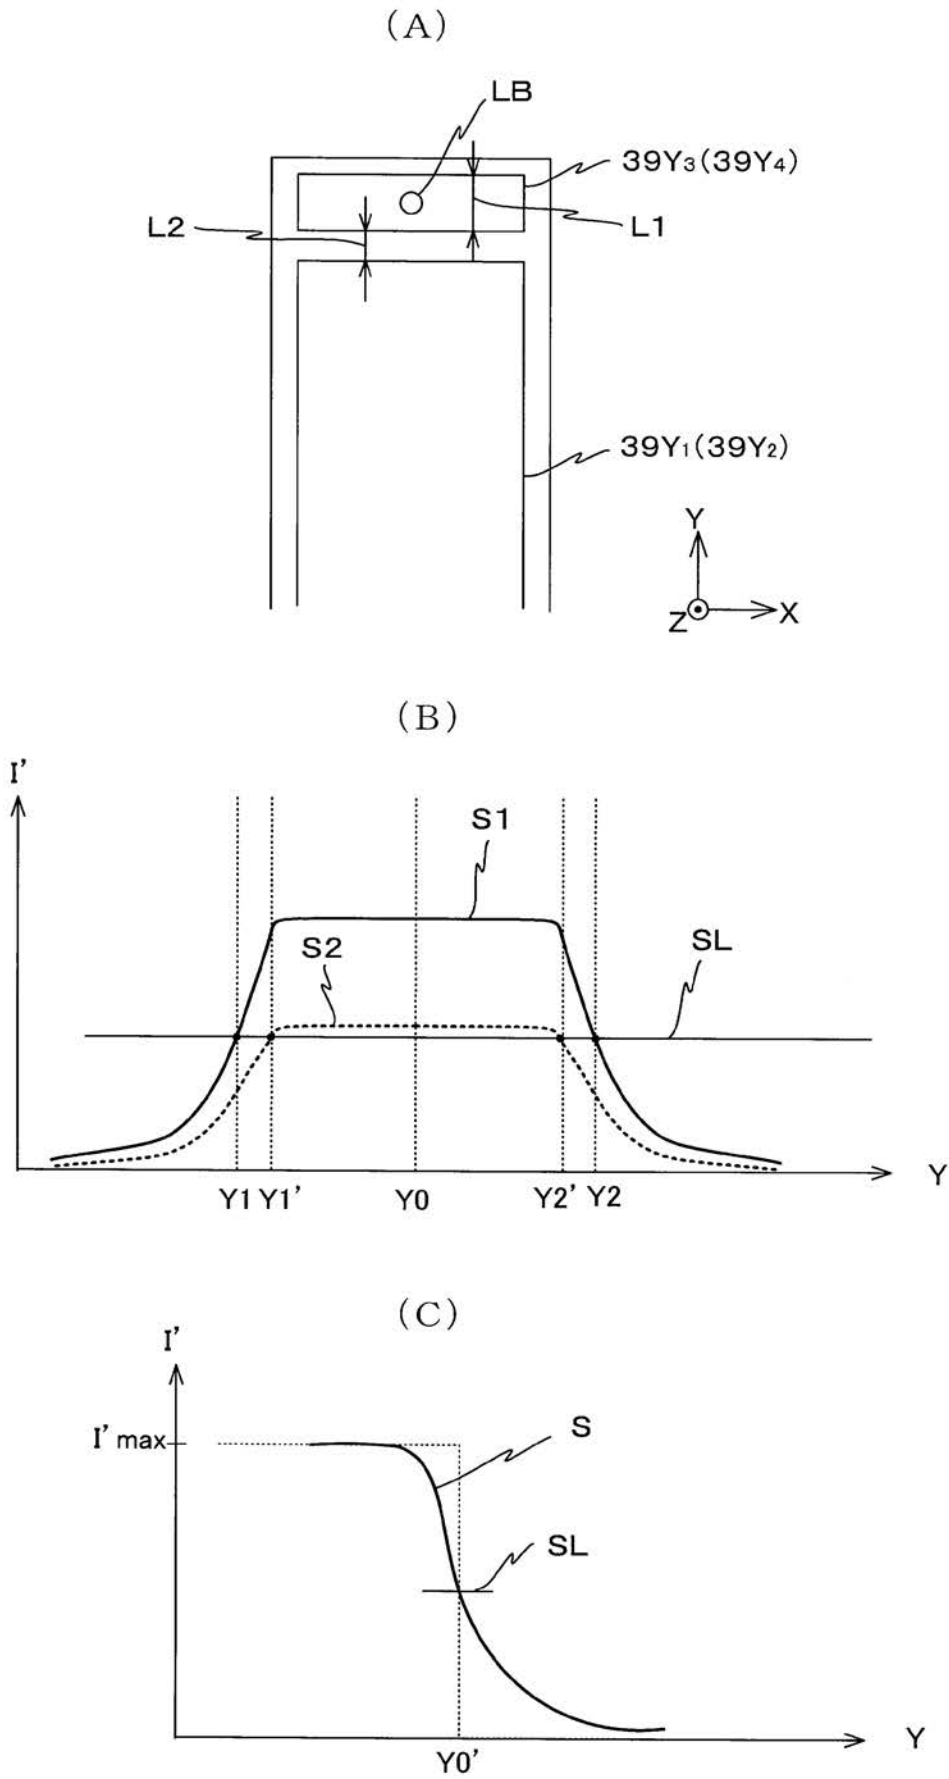 (A)
LB
39Y3(39Y4)
L2
L1
39Y1(39Y2)
Y
Z
X
(B)
I'
S1
S2
SL
Y1 Y1' Y0 Y2' Y2
Y
(C)
I'
I' max
S
SL
Y0'
Y